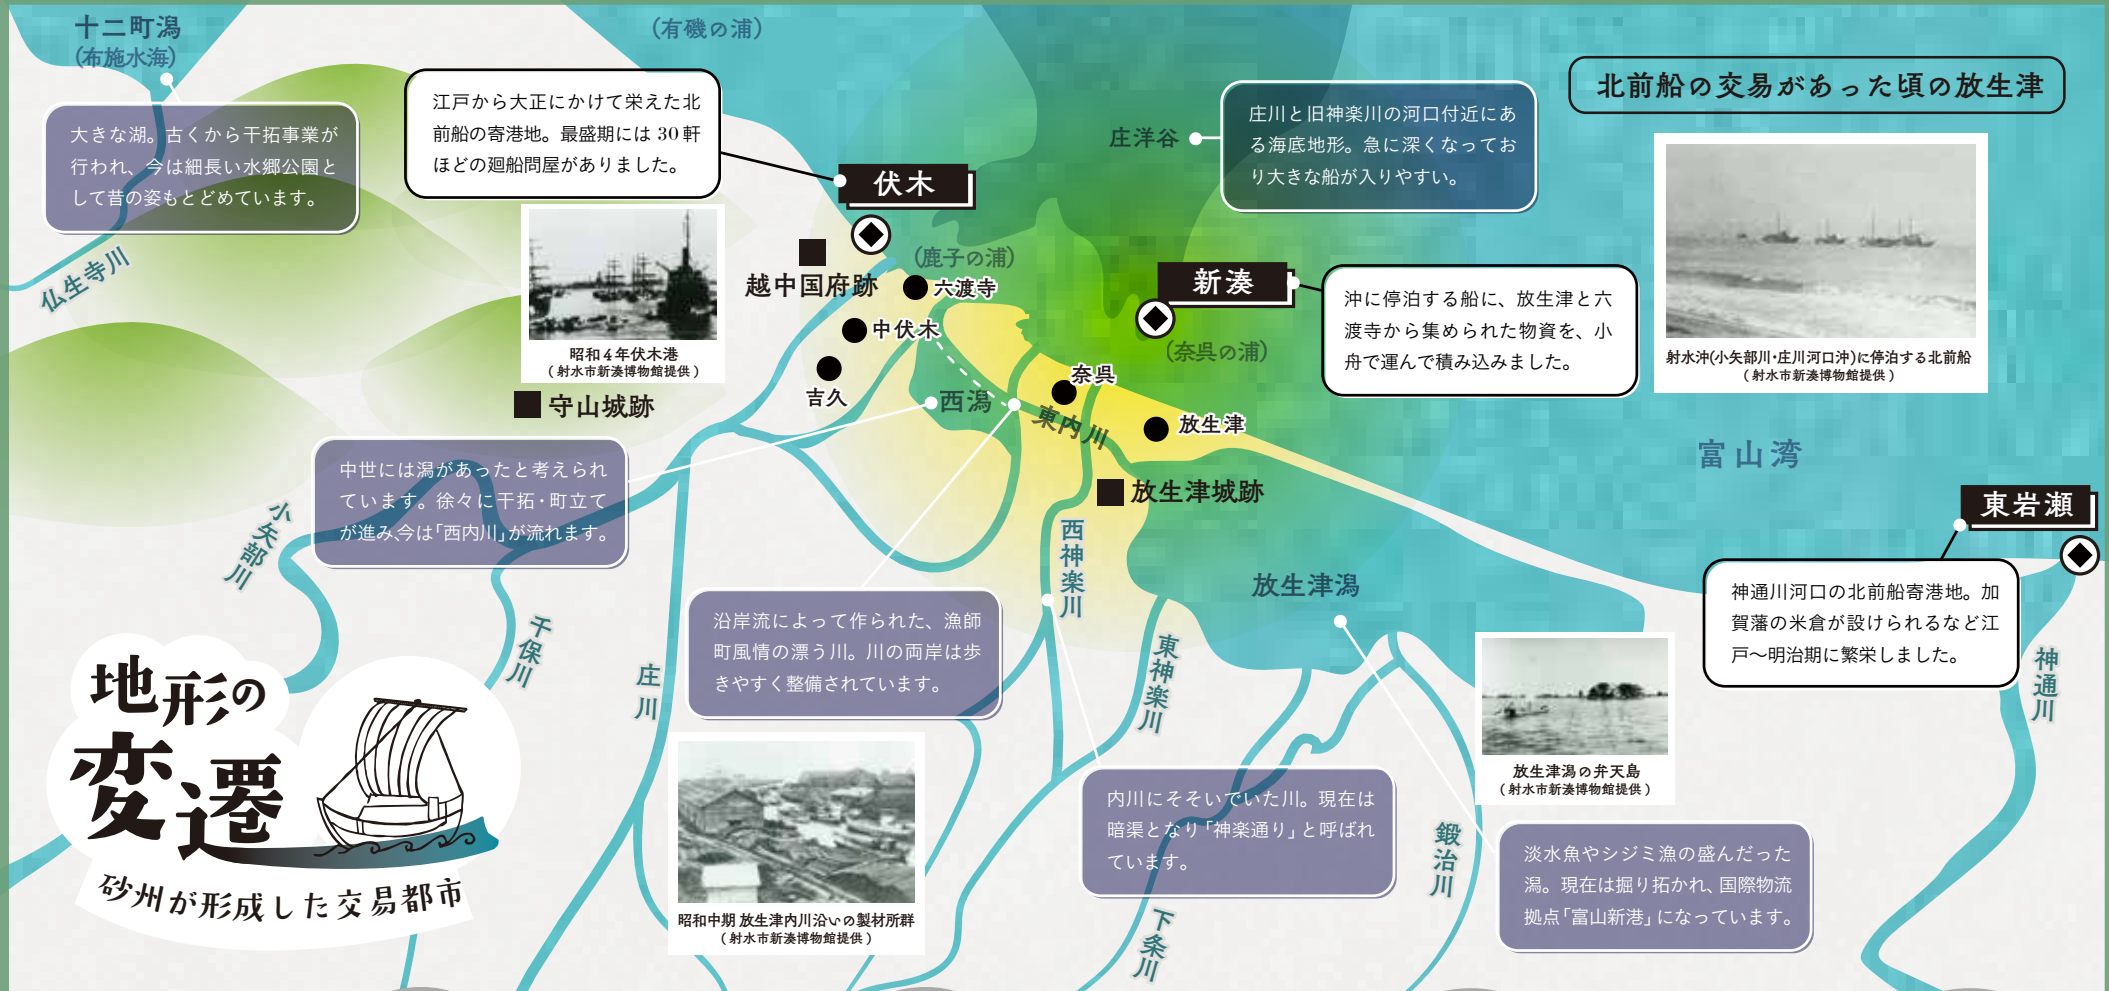 十二町潟
(布施水海)
(有磯の浦)
北前船の交易があった頃の放生津
大きな湖。古くから干拓事業が
行われ、今は細長い水郷公園と
して昔の姿もとどめています。
江戸から大正にかけて栄えた北
前船の寄港地。最盛期には 30 軒
ほどの廻船問屋がありました。
庄洋谷
庄川と旧神楽川の河口付近にあ
る海底地形。急に深くなってお
り大きな船が入りやすい。
伏木
仏生寺川
越中国府跡
(鹿子の浦)
六渡寺
中伏木
吉久
昭和4年伏木港
(射水市新湊博物館提供)
守山城跡
新湊
(奈呉の浦)
沖に停泊する船に、放生津と六
渡寺から集められた物資を、小
舟で運んで積み込みました。
射水沖(小矢部川・庄川河口沖)に停泊する北前船
(射水市新湊博物館提供)
西潟
奈呉
東内川
放生津
放生津城跡
富山湾
東岩瀬
中世には潟があったと考えられ
ています。徐々に干拓・町立て
が進み、今は「西内川」が流れます。
小矢部川
千保川
庄川
西神楽川
放生津潟
東神楽川
神通川河口の北前船寄港地。加
賀藩の米倉が設けられるなど江
戸〜明治期に繁栄しました。
神通川
沿岸流によって作られた、漁師
町風情の漂う川。川の両岸は歩
きやすく整備されています。
放生津潟の弁天島
(射水市新湊博物館提供)
地形の
変遷
砂州が形成した交易都市
昭和中期 放生津内川沿いの製材所群
(射水市新湊博物館提供)
内川にそそいでいた川。現在は
暗渠となり「神楽通り」と呼ばれ
ています。
下条川
鍛治川
淡水魚やシジミ漁の盛んだった
潟。現在は掘り拓かれ、国際物流
拠点「富山新港」になっています。